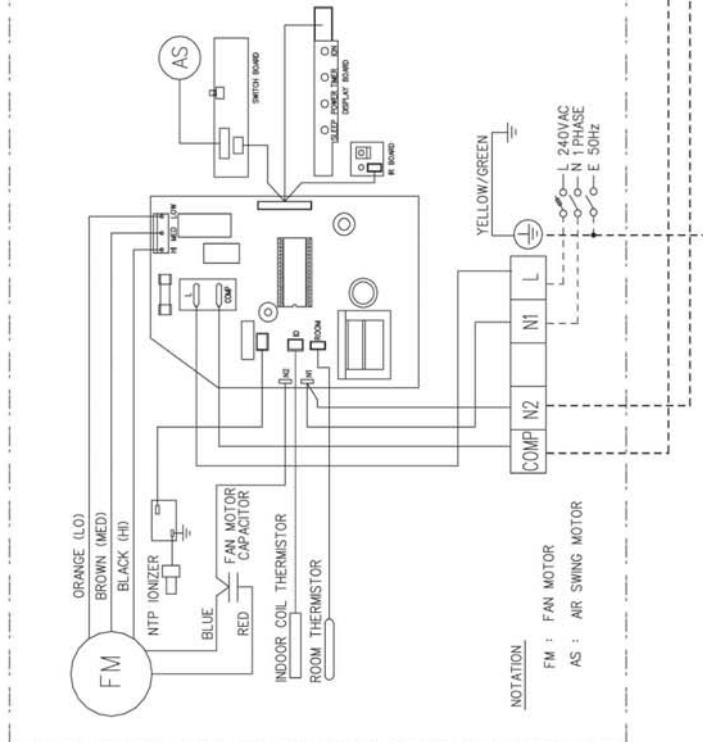 AS
SWITCH BOARD
SLEEP POWER TIMER ION
DISPLAY BOARD
IR BOARD
ORANGE (LO)
BROWN (MED)
BLACK (HI)
HI MED LOW
FM
L
COMP
NTP IONIZER
BLUE
FAN MOTOR
CAPACITOR
RED
INDOOR COIL THERMISTOR
ROOM THERMISTOR
ID
ROOM
N2
N1
YELLOW/GREEN
L 240VAC
N 1 PHASE
E 50Hz
COMP N2 N1 L
NOTATION
FM : FAN MOTOR
AS : AIR SWING MOTOR